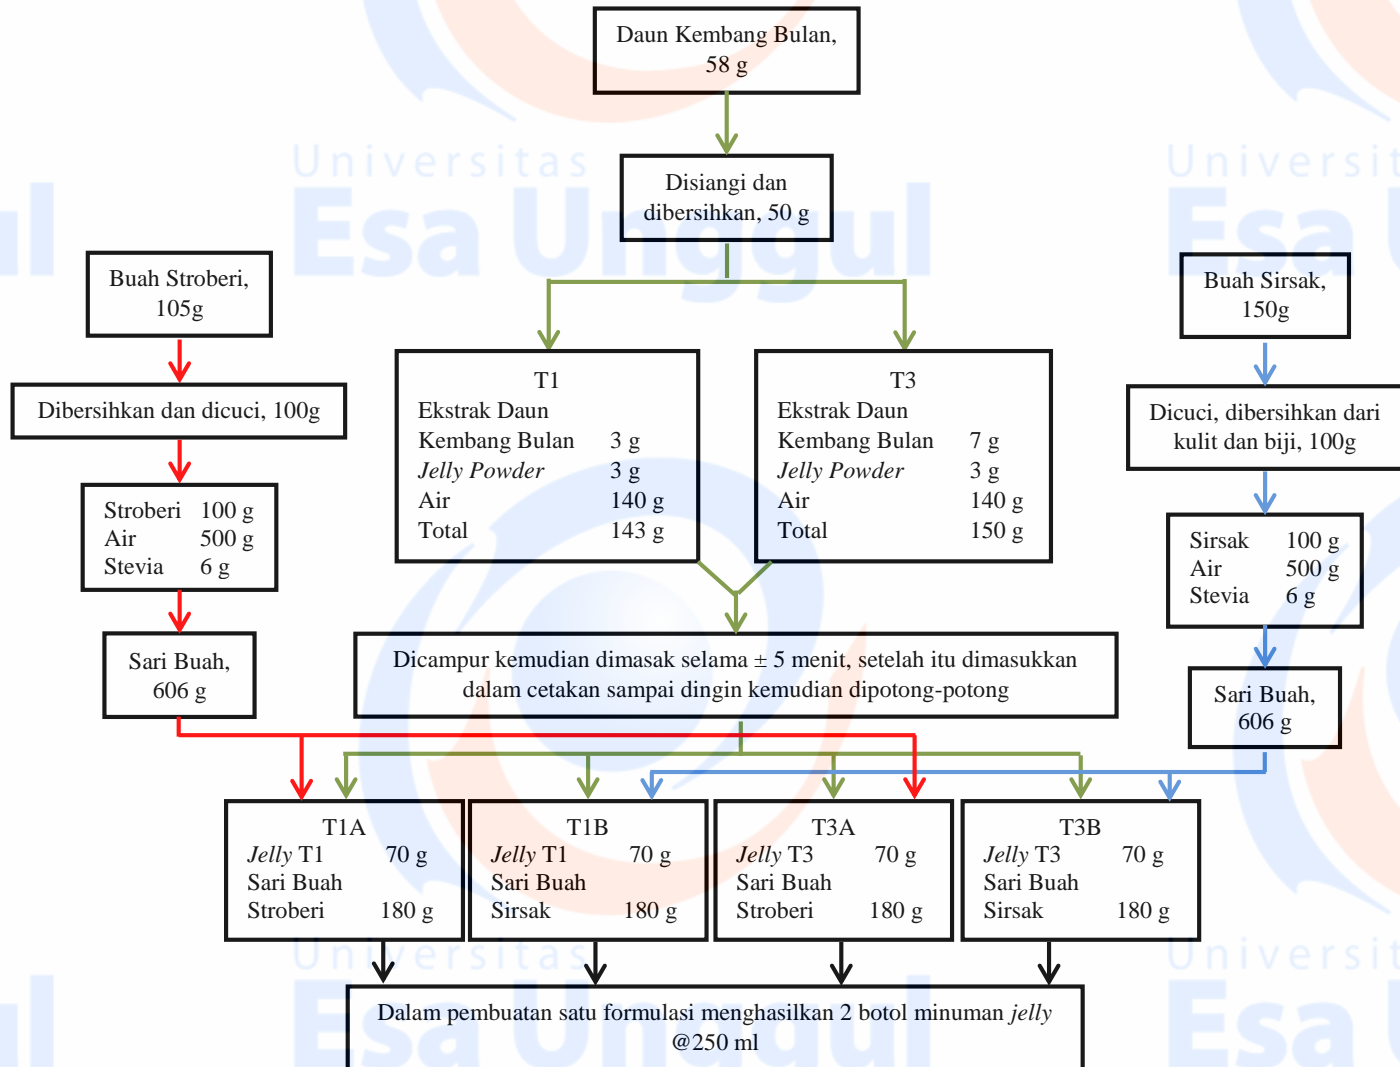 Daun Kembang Bulan,
58 g
Universitas
Esa Unggul
Disiangi dan
dibersihkan, 50 g
Buah Stroberi,
105g
Dibersihkan dan dicuci, 100g
Stroberi 100 g
Air 500 g
Stevia 6 g
Sari Buah,
606 g
T1
Ekstrak Daun
Kembang Bulan 3 g
Jelly Powder 3 g
Air 140 g
Total 143 g
T3
Ekstrak Daun
Kembang Bulan 7 g
Jelly Powder 3 g
Air 140 g
Total 150 g
Buah Sirsak,
150g
Dicuci, dibersihkan dari
kulit dan biji, 100g
Sirsak 100 g
Air 500 g
Stevia 6 g
Sari Buah,
606 g
Dicampur kemudian dimasak selama ± 5 menit, setelah itu dimasukkan
dalam cetakan sampai dingin kemudian dipotong-potong
T1A
Jelly T1 70 g
Sari Buah
Stroberi 180 g
T1B
Jelly T1 70 g
Sari Buah
Sirsak 180 g
T3A
Jelly T3 70 g
Sari Buah
Stroberi 180 g
T3B
Jelly T3 70 g
Sari Buah
Sirsak 180 g
Universitas
Esa Unggul
Dalam pembuatan satu formulasi menghasilkan 2 botol minuman jelly
@250 ml